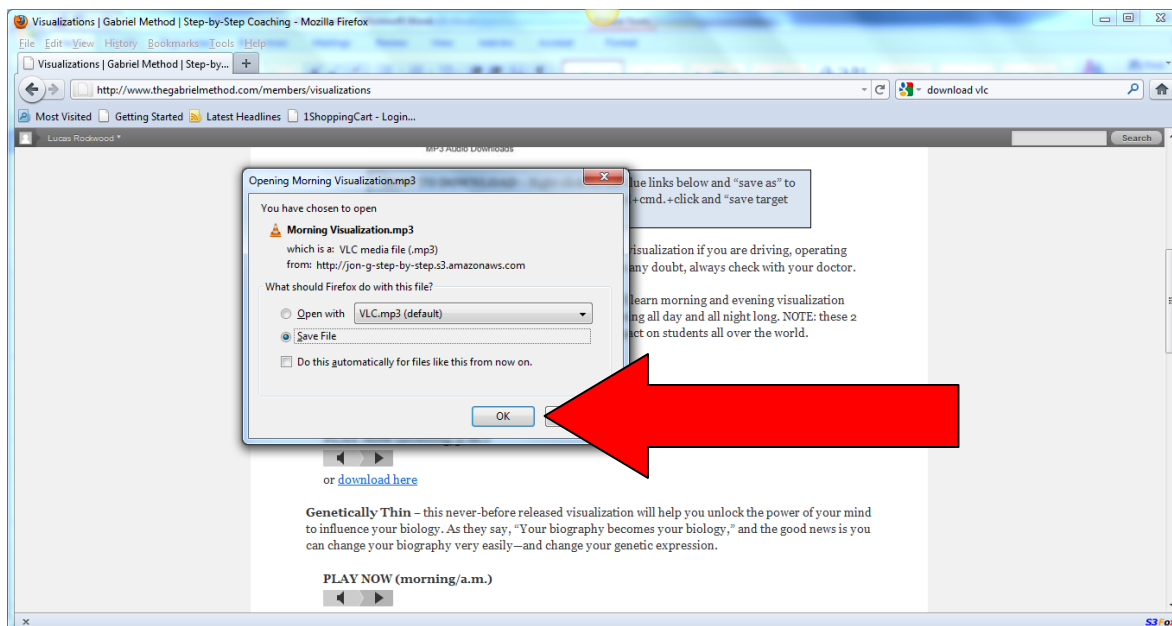 Visualizations | Gabriel Method | Step-by-Step Coaching - Mozilla Firefox
File Edit View History Bookmarks Tools Help
Visualizations | Gabriel Method | Step-by... +
http://www.thegabrielmethod.com/members/visualizations
download vlc
Most Visited Getting Started Latest Headlines 1ShoppingCart - Login...
Lucas Rockwood
Search
MP3 Audio Downloads
Opening Morning Visualization.mp3
lue links below and “save as” to
+cmd.+click and “save target
You have chosen to open
Morning Visualization.mp3
which is a: VLC media file (.mp3)
from: http://jon-g-step-by-step.s3.amazonaws.com
isualization if you are driving, operating
any doubt, always check with your doctor.
What should Firefox do with this file?
Open with VLC.mp3 (default)
Save File
Do this automatically for files like this from now on.
OK
learn morning and evening visualization
ng all day and all night long. NOTE: these 2
act on students all over the world.
or download here
Genetically Thin – this never-before released visualization will help you unlock the power of your mind
to influence your biology. As they say, “Your biography becomes your biology,” and the good news is you
can change your biography very easily—and change your genetic expression.
PLAY NOW (morning/a.m.)
x
S3Fo